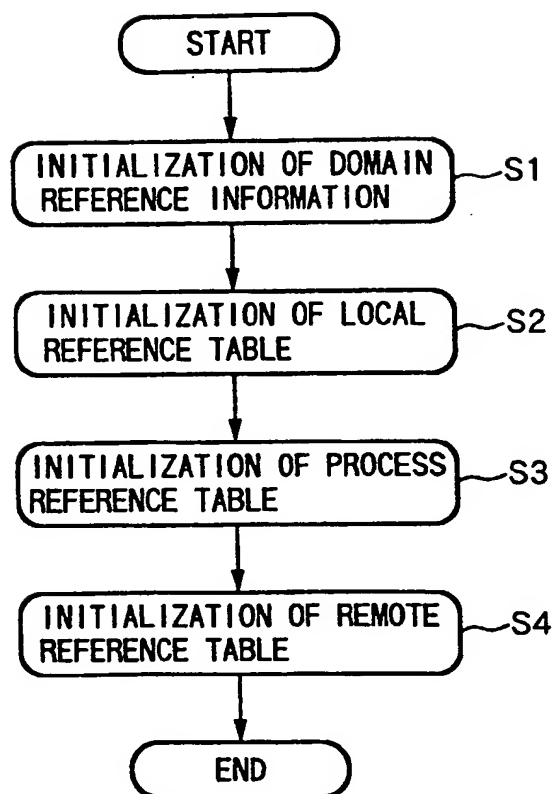 START
INITIALIZATION OF DOMAIN
REFERENCE INFORMATION
S1
INITIALIZATION OF LOCAL
REFERENCE TABLE
S2
INITIALIZATION OF PROCESS
REFERENCE TABLE
S3
INITIALIZATION OF REMOTE
REFERENCE TABLE
S4
END